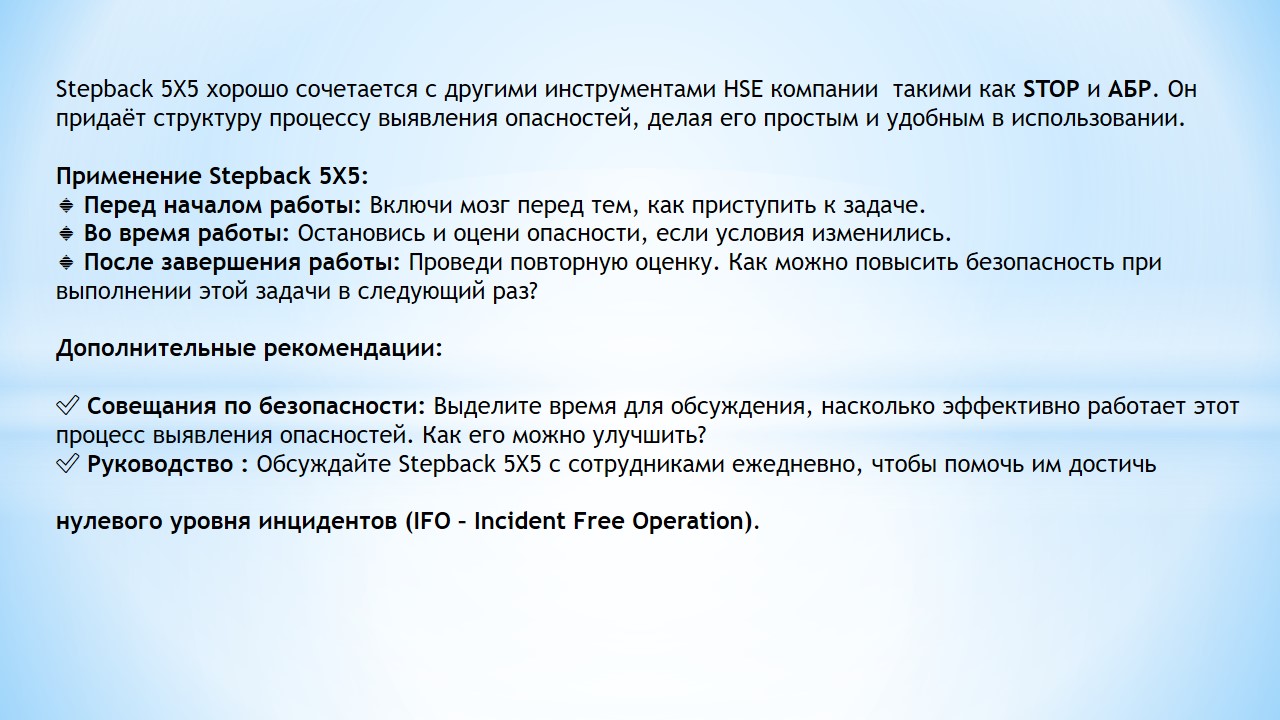 Stepback 5X5 хорошо сочетается с другими инструментами HSE компании  такими как STOP и АБР. Он
придаёт структуру процессу выявления опасностей, делая его простым и удобным в использовании.
Применение Stepback 5X5:
Перед началом работы: Включи мозг перед тем, как приступить к задаче.
Во время работы: Остановись и оцени опасности, если условия изменились.
После завершения работы: Проведи повторную оценку. Как можно повысить безопасность при
выполнении этой задачи в следующий раз?
Дополнительные рекомендации:
✅ Совещания по безопасности: Выделите время для обсуждения, насколько эффективно работает этот
процесс выявления опасностей. Как его можно улучшить?
✅ Руководство : Обсуждайте Stepback 5X5 с сотрудниками ежедневно, чтобы помочь им достичь
нулевого уровня инцидентов (IFO – Incident Free Operation).